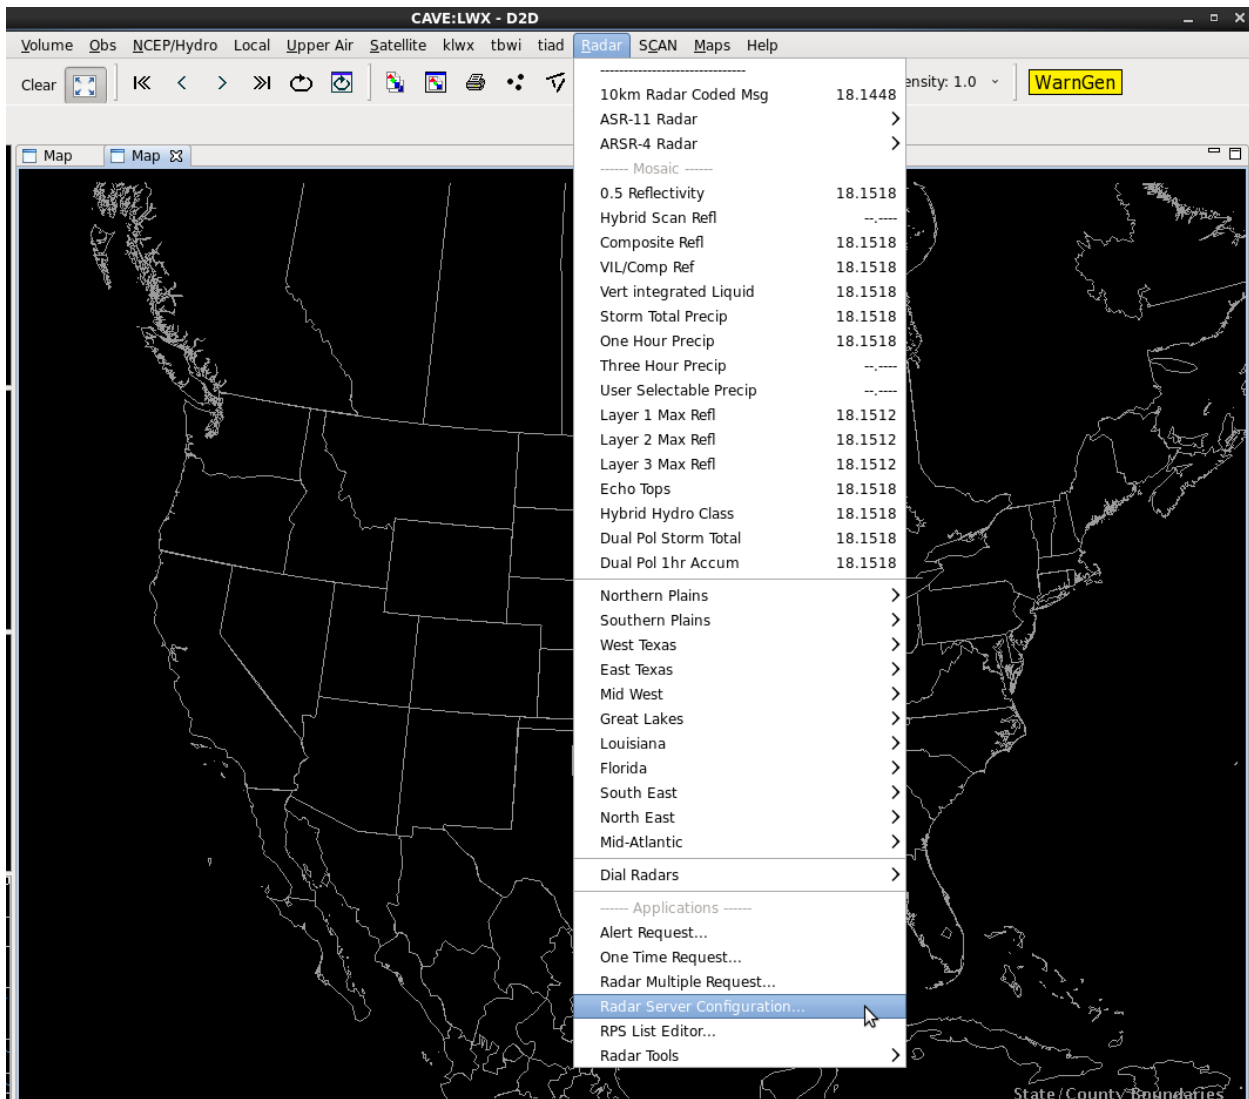 CAVE:LWX - D2D
Volume Obs NCEP/Hydro Local Upper Air Satellite klwx tbwi tiad Radar SCAN Maps Help
Clear ensity: 1.0 WarnGen
Map Map
--------------------------------
10km Radar Coded Msg 18.1448
ASR-11 Radar
ARSR-4 Radar
------ Mosaic ------
0.5 Reflectivity 18.1518
Hybrid Scan Refl --.----
Composite Refl 18.1518
VIL/Comp Ref 18.1518
Vert integrated Liquid 18.1518
Storm Total Precip 18.1518
One Hour Precip 18.1518
Three Hour Precip --.----
User Selectable Precip --.----
Layer 1 Max Refl 18.1512
Layer 2 Max Refl 18.1512
Layer 3 Max Refl 18.1512
Echo Tops 18.1518
Hybrid Hydro Class 18.1518
Dual Pol Storm Total 18.1518
Dual Pol 1hr Accum 18.1518
Northern Plains
Southern Plains
West Texas
East Texas
Mid West
Great Lakes
Louisiana
Florida
South East
North East
Mid-Atlantic
Dial Radars
------ Applications ------
Alert Request...
One Time Request...
Radar Multiple Request...
Radar Server Configuration...
RPS List Editor...
Radar Tools
State/County Boundaries